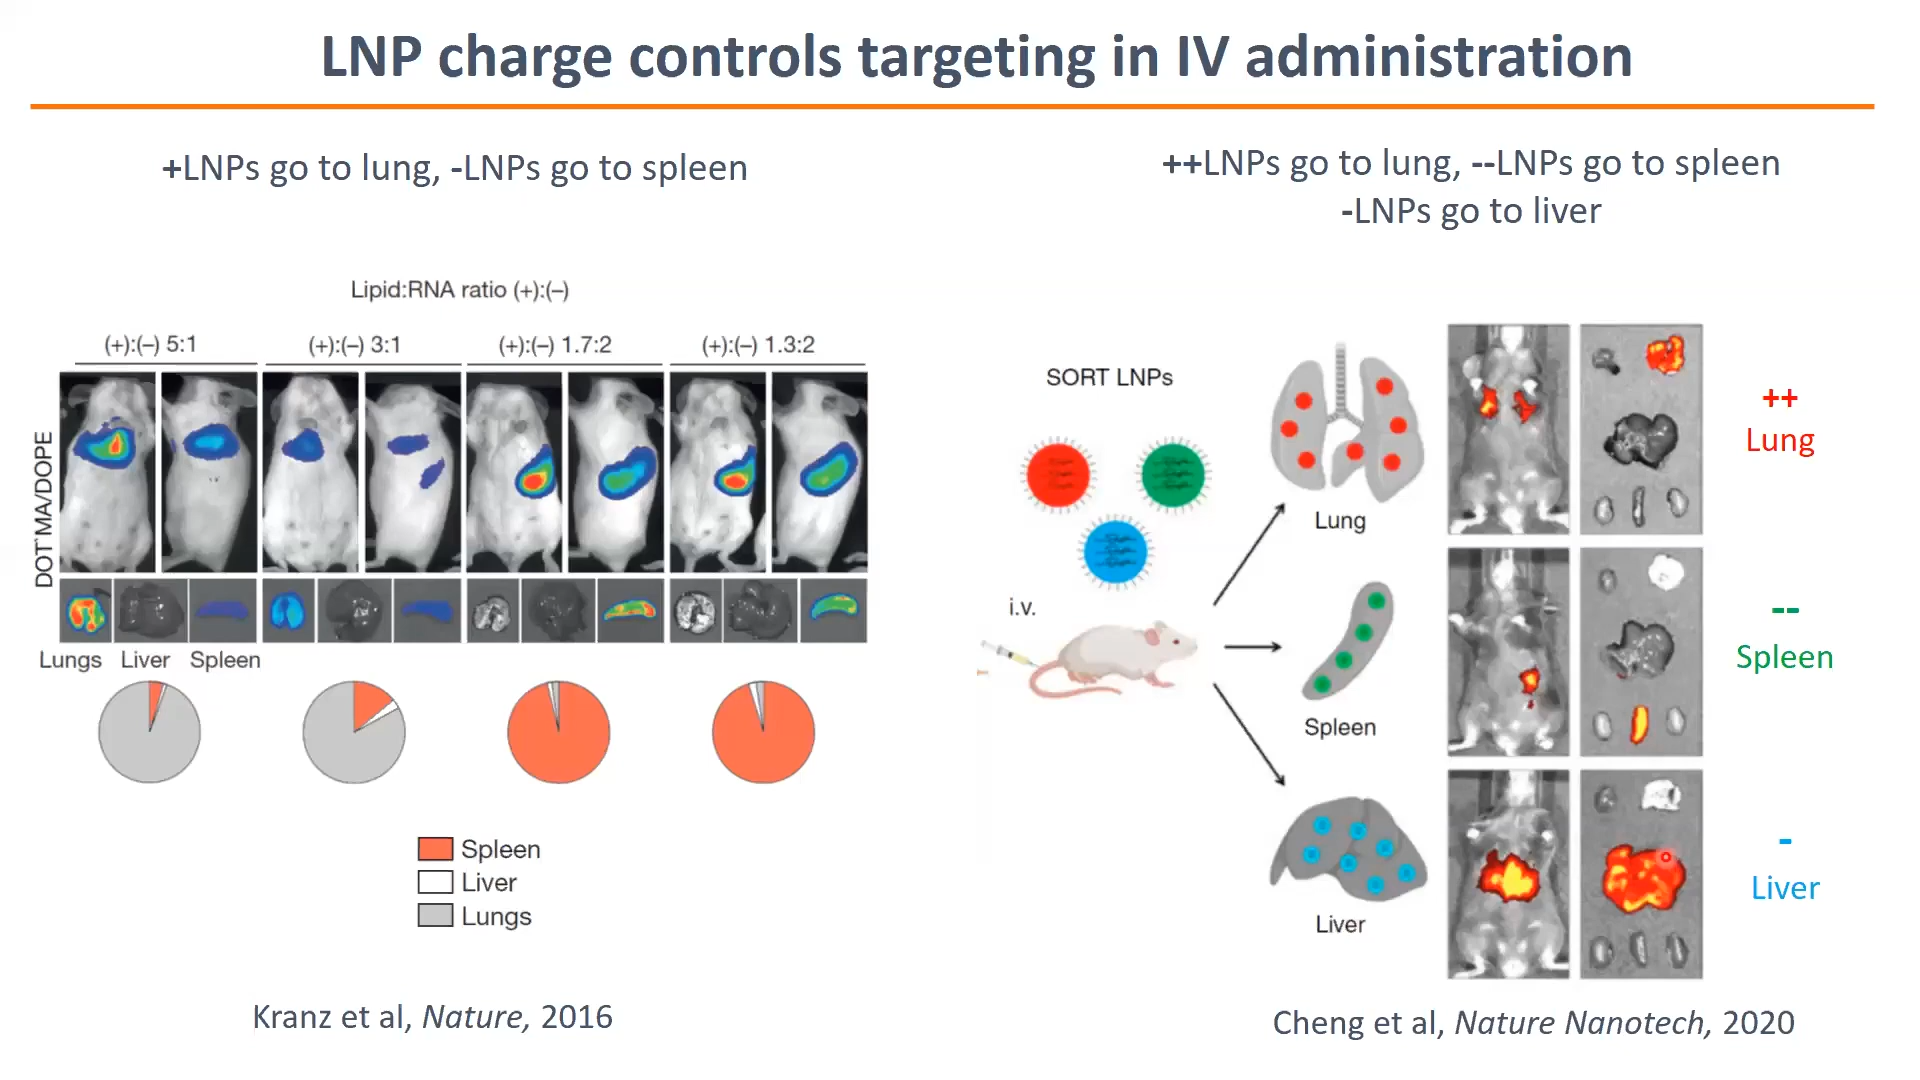 LNP charge controls targeting in IV administration
+LNPs go to lung, -LNPs go to spleen
Lipid:RNA ratio (+):(–)
(+):(–) 5:1
(+):(–) 3:1
(+):(–) 1.7:2
(+):(–) 1.3:2
DOTMA/DOPE
Lungs
Liver
Spleen
Spleen
Liver
Lungs
Kranz et al, Nature, 2016
++LNPs go to lung, --LNPs go to spleen
-LNPs go to liver
SORT LNPs
i.v.
Lung
Spleen
Liver
++
Lung
--
Spleen
-
Liver
Cheng et al, Nature Nanotech, 2020